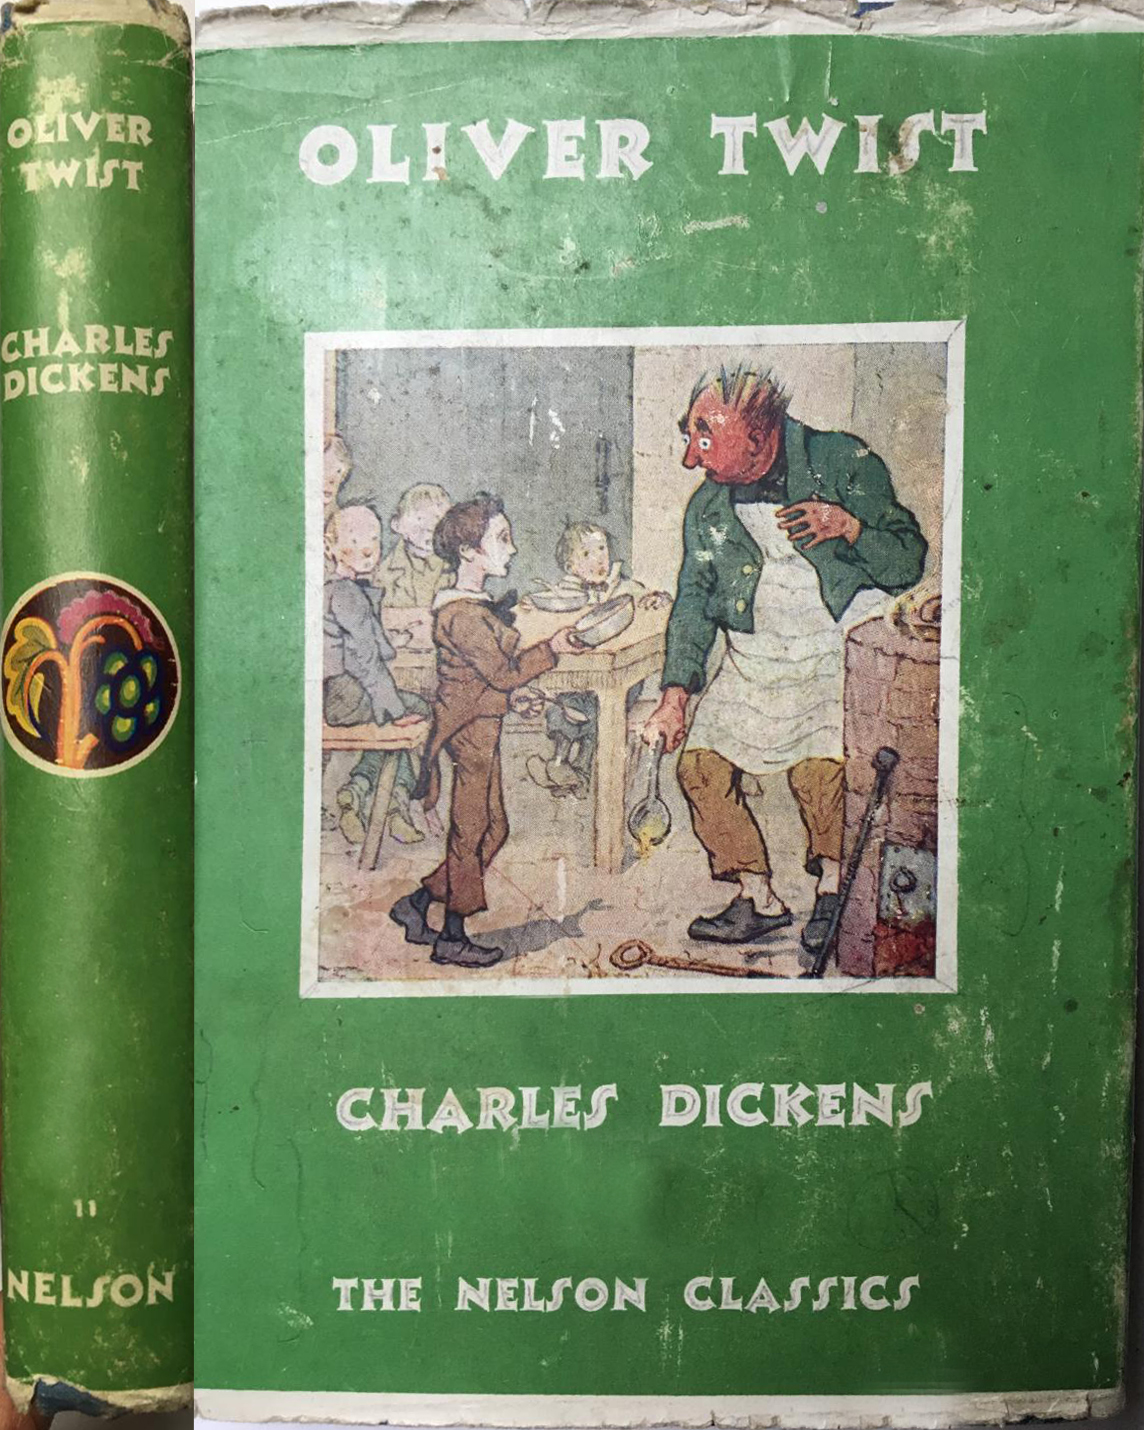 OLIVER
TWIST
CHARLES
DICKENS
11
NELSON
OLIVER TWIST
CHARLES DICKENS
THE NELSON CLASSICS